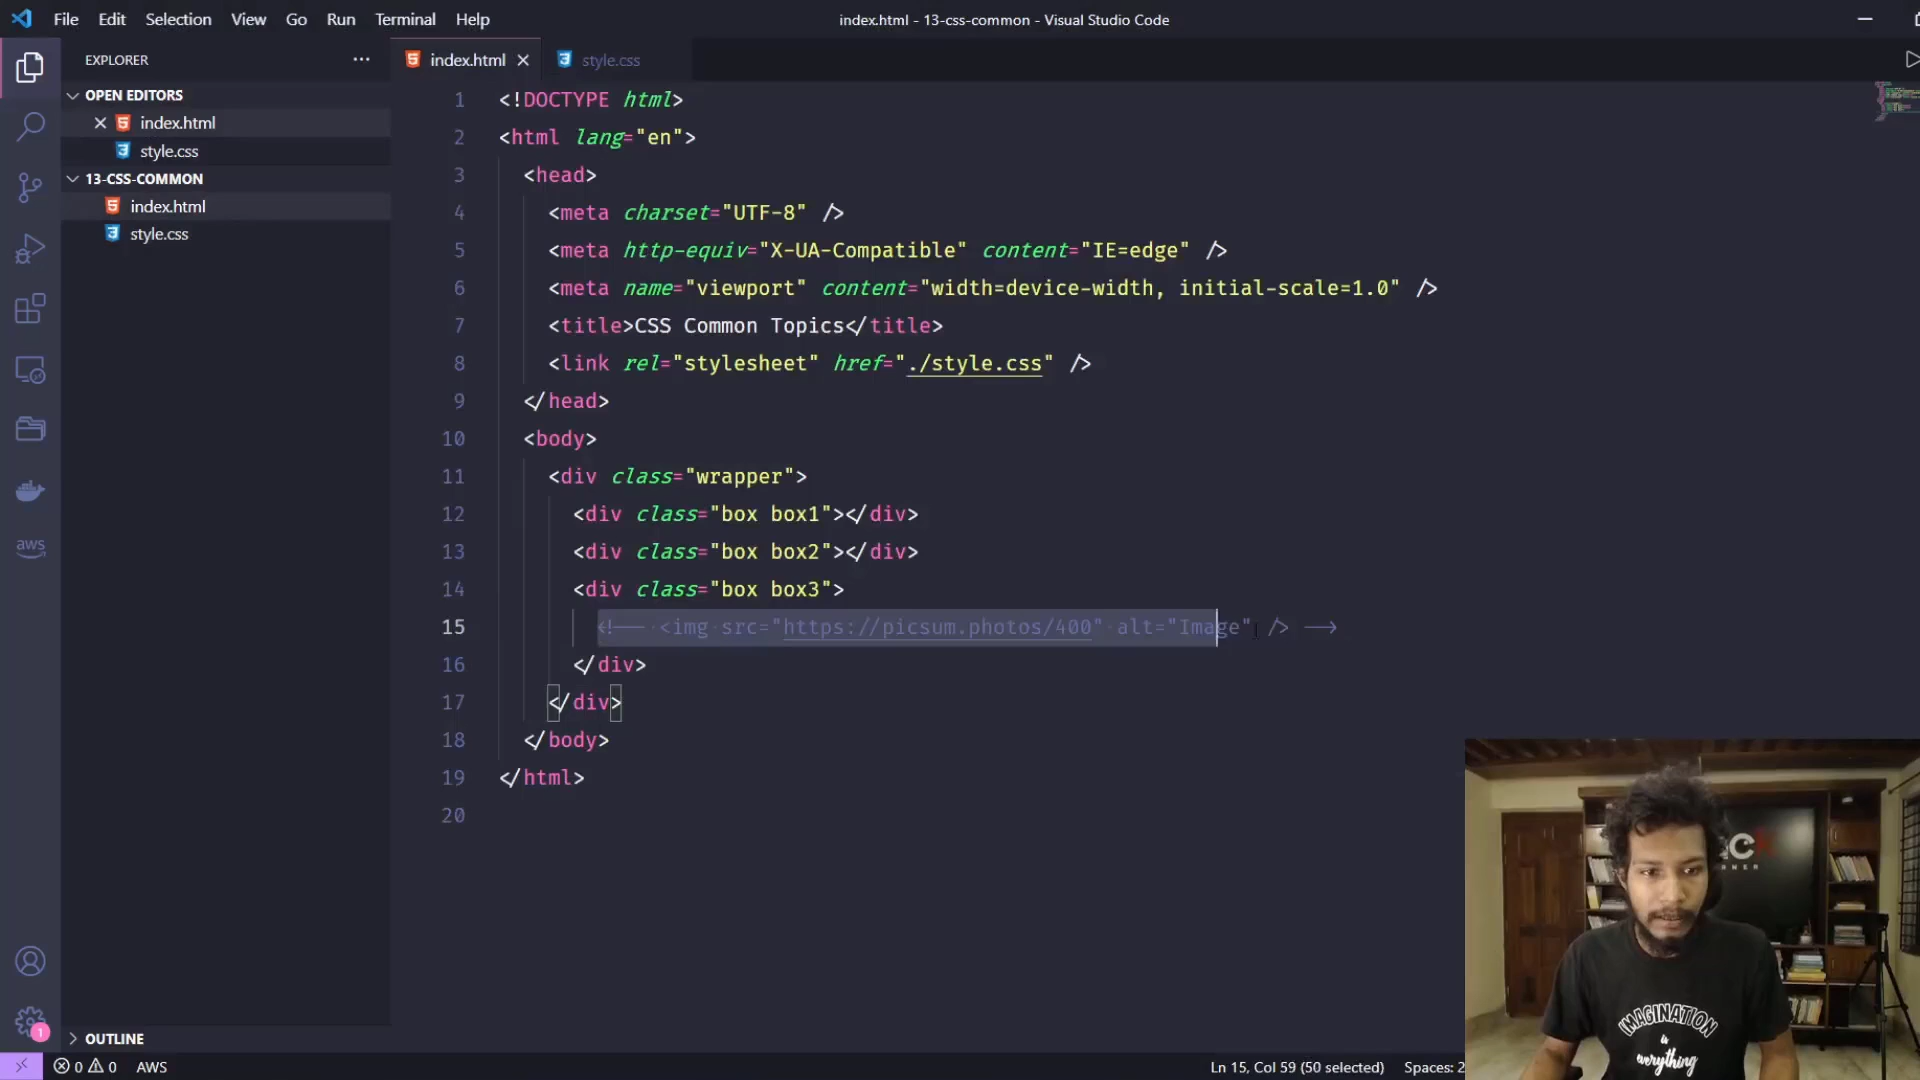 File Edit Selection View Go Run Terminal Help
index.html - 13-css-common - Visual Studio Code
EXPLORER
OPEN EDITORS
index.html
style.css
13-CSS-COMMON
index.html
style.css
OUTLINE
aws
1
index.html
style.css
1 <!DOCTYPE html>
2 <html lang="en">
3 <head>
4 <meta charset="UTF-8" />
5 <meta http-equiv="X-UA-Compatible" content="IE=edge" />
6 <meta name="viewport" content="width=device-width, initial-scale=1.0" />
7 <title>CSS Common Topics</title>
8 <link rel="stylesheet" href="./style.css" />
9 </head>
10 <body>
11 <div class="wrapper">
12 <div class="box box1"></div>
13 <div class="box box2"></div>
14 <div class="box box3">
15 <!-- <img src="https://picsum.photos/400" alt="Image" /> -->
16 </div>
17 </div>
18 </body>
19 </html>
20
IMAGINATION
is
everything
0 0 AWS
Ln 15, Col 59 (50 selected) Spaces: 2